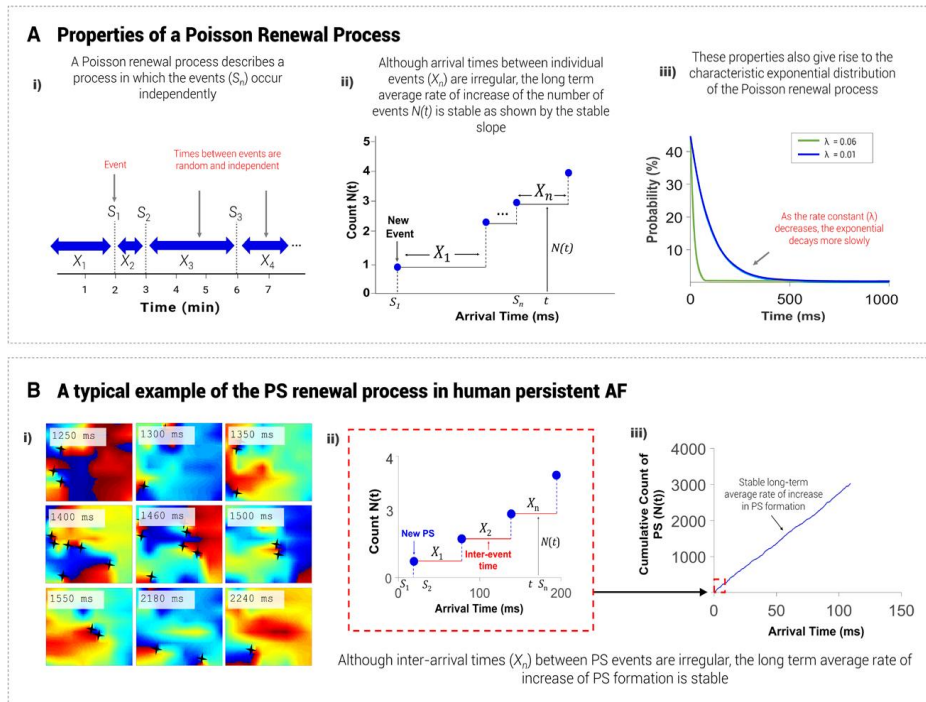 A Properties of a Poisson Renewal Process
i)
A Poisson renewal process describes a
process in which the events (Sn) occur
independently
Event
Times between events are
random and independent
S1 S2 S3
X1 X2 X3 X4 ...
1 2 3 4 5 6 7
Time (min)
ii)
Although arrival times between individual
events (Xn) are irregular, the long term
average rate of increase of the number of
events N(t) is stable as shown by the stable
slope
Count N(t)
5
4
3
2
1
0
New
Event
X1
...
Xn
N(t)
S1 Sn t
Arrival Time (ms)
iii)
These properties also give rise to the
characteristic exponential distribution
of the Poisson renewal process
Probability (%)
40
30
20
10
λ = 0.06
λ = 0.01
As the rate constant (λ)
decreases, the exponential
decays more slowly
0 500 1000
Time (ms)
B A typical example of the PS renewal process in human persistent AF
i)
1250 ms 1300 ms 1350 ms
1400 ms 1460 ms 1500 ms
1550 ms 2180 ms 2240 ms
ii)
Count N(t)
4
3
0
New PS
X1
X2
Xn
Inter-event
time
N(t)
S1 S2 t Sn
0 100 200
Arrival Time (ms)
iii)
Cumulative Count of
PS (N(t))
4000
3000
2000
1000
Stable long-term
average rate of increase
in PS formation
0 50 100 150
Arrival Time (ms)
Although inter-arrival times (Xn) between PS events are irregular, the long term average rate of
increase of PS formation is stable